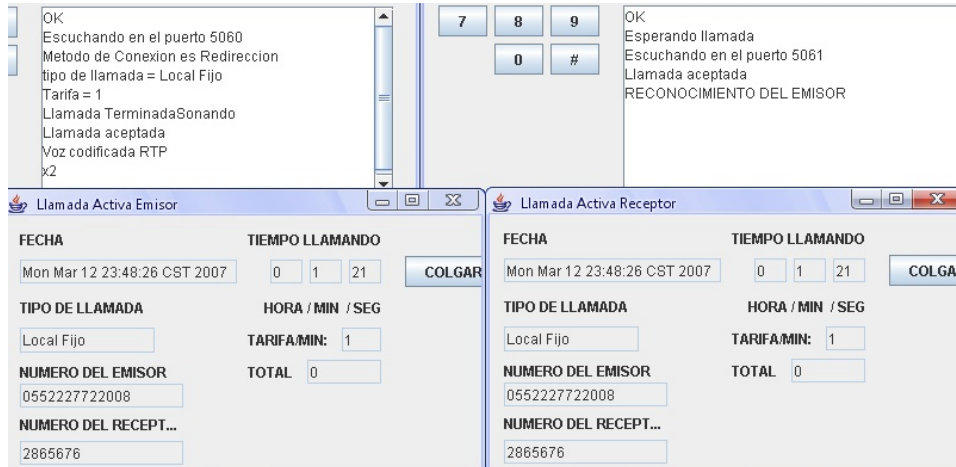 OK
Escuchando en el puerto 5060
Metodo de Conexion es Redireccion
tipo de llamada = Local Fijo
Tarifa = 1
Llamada TerminadaSonando
Llamada aceptada
Voz codificada RTP
x2
7 8 9
0 #
OK
Esperando llamada
Escuchando en el puerto 5061
Llamada aceptada
RECONOCIMIENTO DEL EMISOR
Llamada Activa Emisor
FECHA TIEMPO LLAMANDO
Mon Mar 12 23:48:26 CST 2007 0 1 21 COLGAR
TIPO DE LLAMADA HORA / MIN / SEG
Local Fijo TARIFA/MIN: 1
NUMERO DEL EMISOR TOTAL 0
0552227722008
NUMERO DEL RECEPT...
2865676
Llamada Activa Receptor
FECHA TIEMPO LLAMANDO
Mon Mar 12 23:48:26 CST 2007 0 1 21 COLGA
TIPO DE LLAMADA HORA / MIN / SEG
Local Fijo TARIFA/MIN: 1
NUMERO DEL EMISOR TOTAL 0
0552227722008
NUMERO DEL RECEPT...
2865676